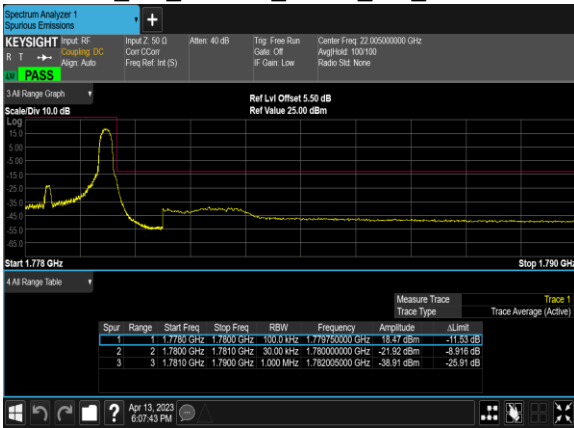 Spectrum Analyzer 1
Spurious Emissions
+
KEYSIGHT Input: RF Input Z: 50 Ω Atten: 40 dB Trig: Free Run Center Freq: 22.005000000 GHz
R T Coupling: DC Corr CCorr Gate: Off Avg|Hold: 100/100
Align: Auto Freq Ref: Int (S) IF Gain: Low Radio Std: None
PASS
3 All Range Graph
Ref Lvl Offset 5.50 dB
Scale/Div 10.0 dB Ref Value 25.00 dBm
Log
15.0
5.00
-5.00
-15.0
-25.0
-35.0
-45.0
-55.0
-65.0
Start 1.778 GHz Stop 1.790 GHz
4 All Range Table
Measure Trace Trace 1
Trace Type Trace Average (Active)
Spur Range Start Freq Stop Freq RBW Frequency Amplitude ΔLimit
1 1 1.7780 GHz 1.7800 GHz 100.0 kHz 1.779750000 GHz 18.47 dBm -11.53 dB
2 2 1.7800 GHz 1.7810 GHz 30.00 kHz 1.780000000 GHz -21.92 dBm -8.916 dB
3 3 1.7810 GHz 1.7900 GHz 1.000 MHz 1.782005000 GHz -38.91 dBm -25.91 dB
? Apr 13, 2023
6:07:43 PM